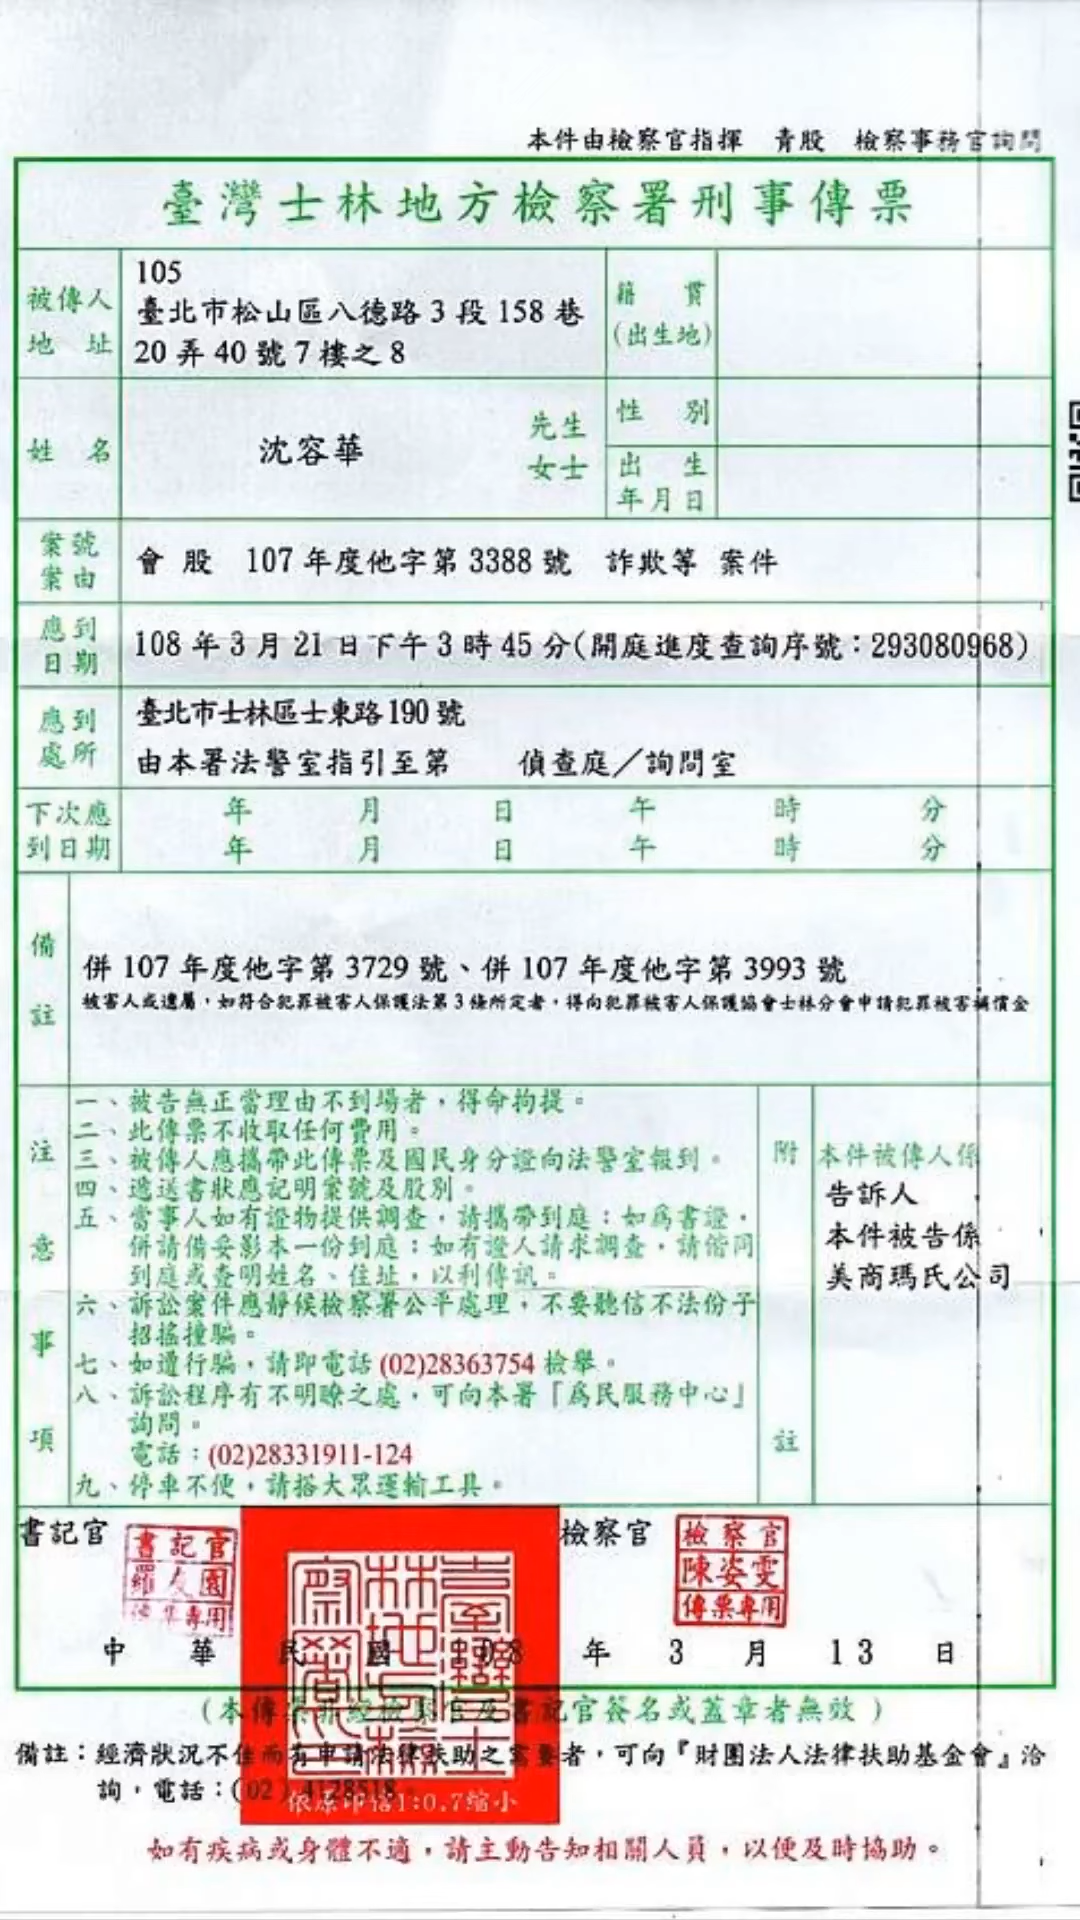 本件由檢察官指揮 青股 檢察事務官詢問
臺灣士林地方檢察署刑事傳票
被傳人
地址
105
臺北市松山區八德路3段158巷
20弄40號7樓之8
籍貫
(出生地)
姓名
沈容華
先生
女士
性別
出生
年月日
案號
案由
會股 107年度他字第3388號 詐欺等 案件
應到
日期
108年3月21日下午3時45分(開庭進度查詢序號:293080968)
應到
處所
臺北市士林區士東路190號
由本署法警室指引至第 偵查庭/詢問室
下次應
到日期
年 月 日 午 時 分
年 月 日 午 時 分
備註
併107年度他字第3729號、併107年度他字第3993號
被害人或遺屬,如符合犯罪被害人保護法第3條所定者,得向犯罪被害人保護協會士林分會申請犯罪被害補償金
注意事項
一、被告無正當理由不到場者,得命拘提。
二、此傳票不收取任何費用。
三、被傳人應攜帶此傳票及國民身分證向法警室報到。
四、遞送書狀應記明案號及股別。
五、當事人如有證物提供調查,請攜帶到庭;如為書證,
併請備妥影本一份到庭;如有證人請求調查,請偕同
到庭或查明姓名、住址,以利傳訊。
六、訴訟案件應靜候檢察署公平處理,不要聽信不法份子
招搖撞騙。
七、如遭行騙,請即電話(02)28363754檢舉。
八、訴訟程序有不明瞭之處,可向本署「為民服務中心」
詢問。
電話:(02)28331911-124
九、停車不便,請搭大眾運輸工具。
附註
本件被傳人係
告訴人
本件被告係
美商瑪氏公司
書記官
書記官
羅友園
專用
檢察官
檢察官
陳姿雯
傳票專用
中華民國108年3月13日
(本傳票非經檢察官及書記官簽名或蓋章者無效)
依原印信1:0.7縮小
備註:經濟狀況不佳而有申請法律扶助之需要者,可向『財團法人法律扶助基金會』洽
詢,電話:(02)4128518。
如有疾病或身體不適,請主動告知相關人員,以便及時協助。